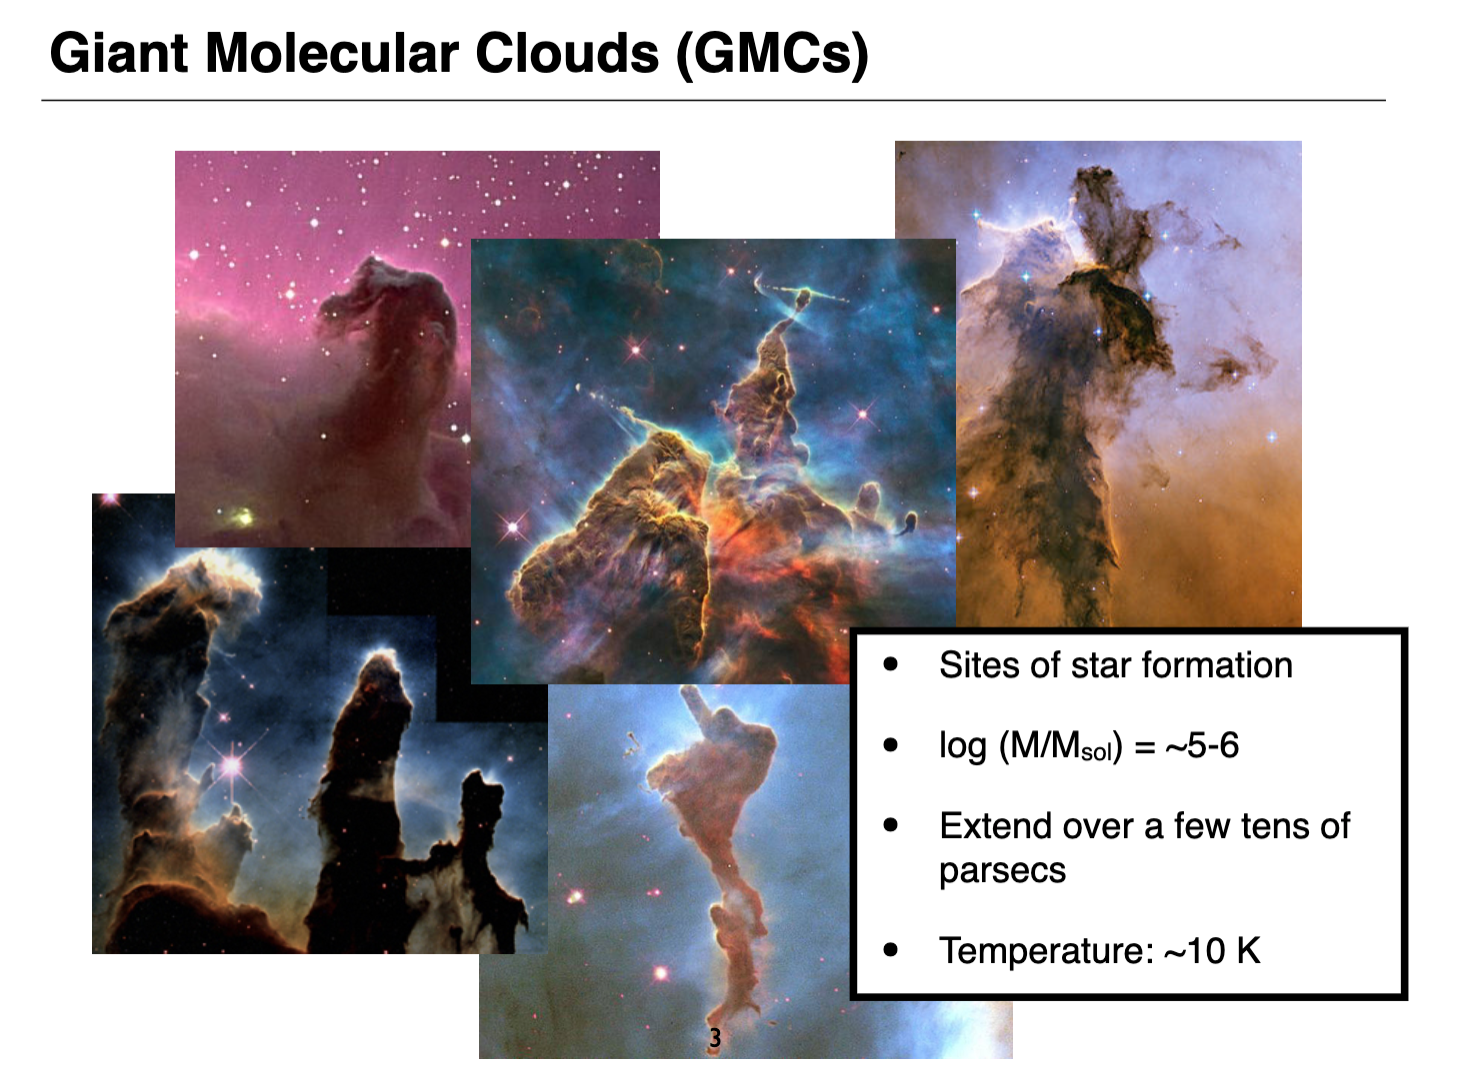 Giant Molecular Clouds (GMCs)
• Sites of star formation
• log (M/Msol) = ~5-6
• Extend over a few tens of
parsecs
• Temperature: ~10 K
3